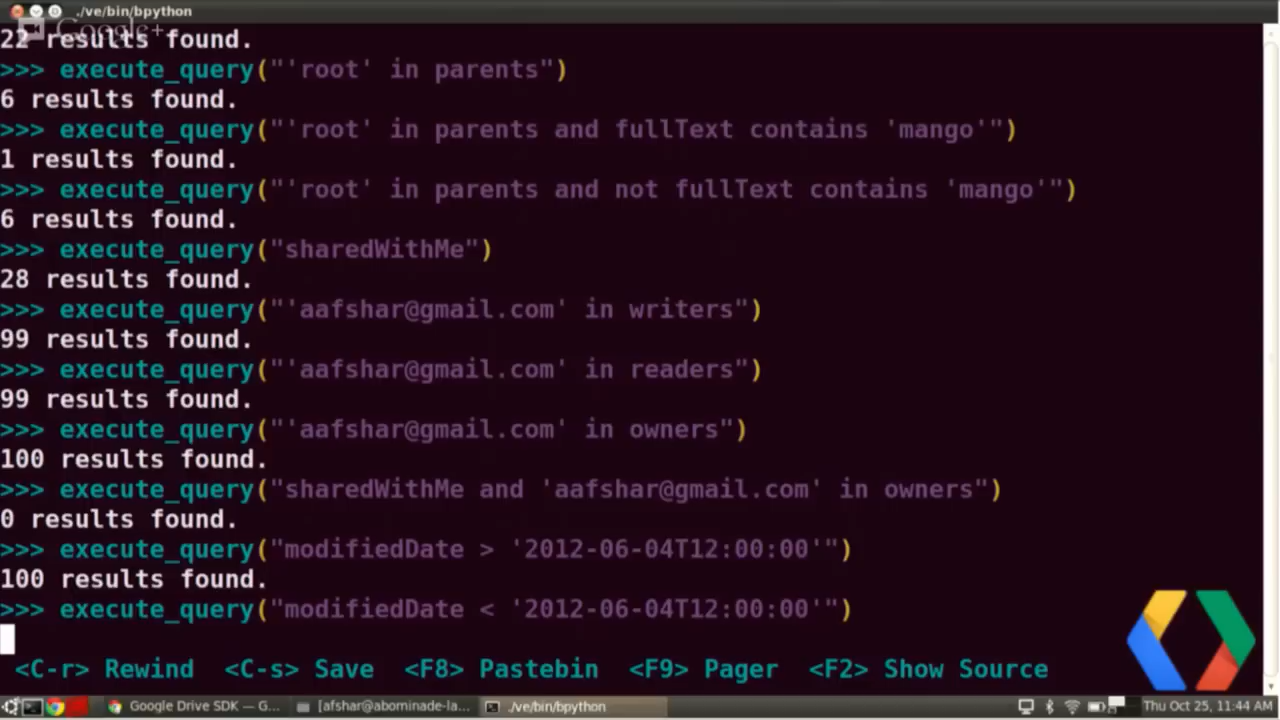 ./ve/bin/bpython
Google+
22 results found.
>>> execute_query("'root' in parents")
6 results found.
>>> execute_query("'root' in parents and fullText contains 'mango'")
1 results found.
>>> execute_query("'root' in parents and not fullText contains 'mango'")
6 results found.
>>> execute_query("sharedWithMe")
28 results found.
>>> execute_query("'aafshar@gmail.com' in writers")
99 results found.
>>> execute_query("'aafshar@gmail.com' in readers")
99 results found.
>>> execute_query("'aafshar@gmail.com' in owners")
100 results found.
>>> execute_query("sharedWithMe and 'aafshar@gmail.com' in owners")
0 results found.
>>> execute_query("modifiedDate > '2012-06-04T12:00:00'")
100 results found.
>>> execute_query("modifiedDate < '2012-06-04T12:00:00'")
<C-r> Rewind <C-s> Save <F8> Pastebin <F9> Pager <F2> Show Source
Google Drive SDK — G... [afshar@abominade-la... ./ve/bin/bpython Thu Oct 25, 11:44 AM